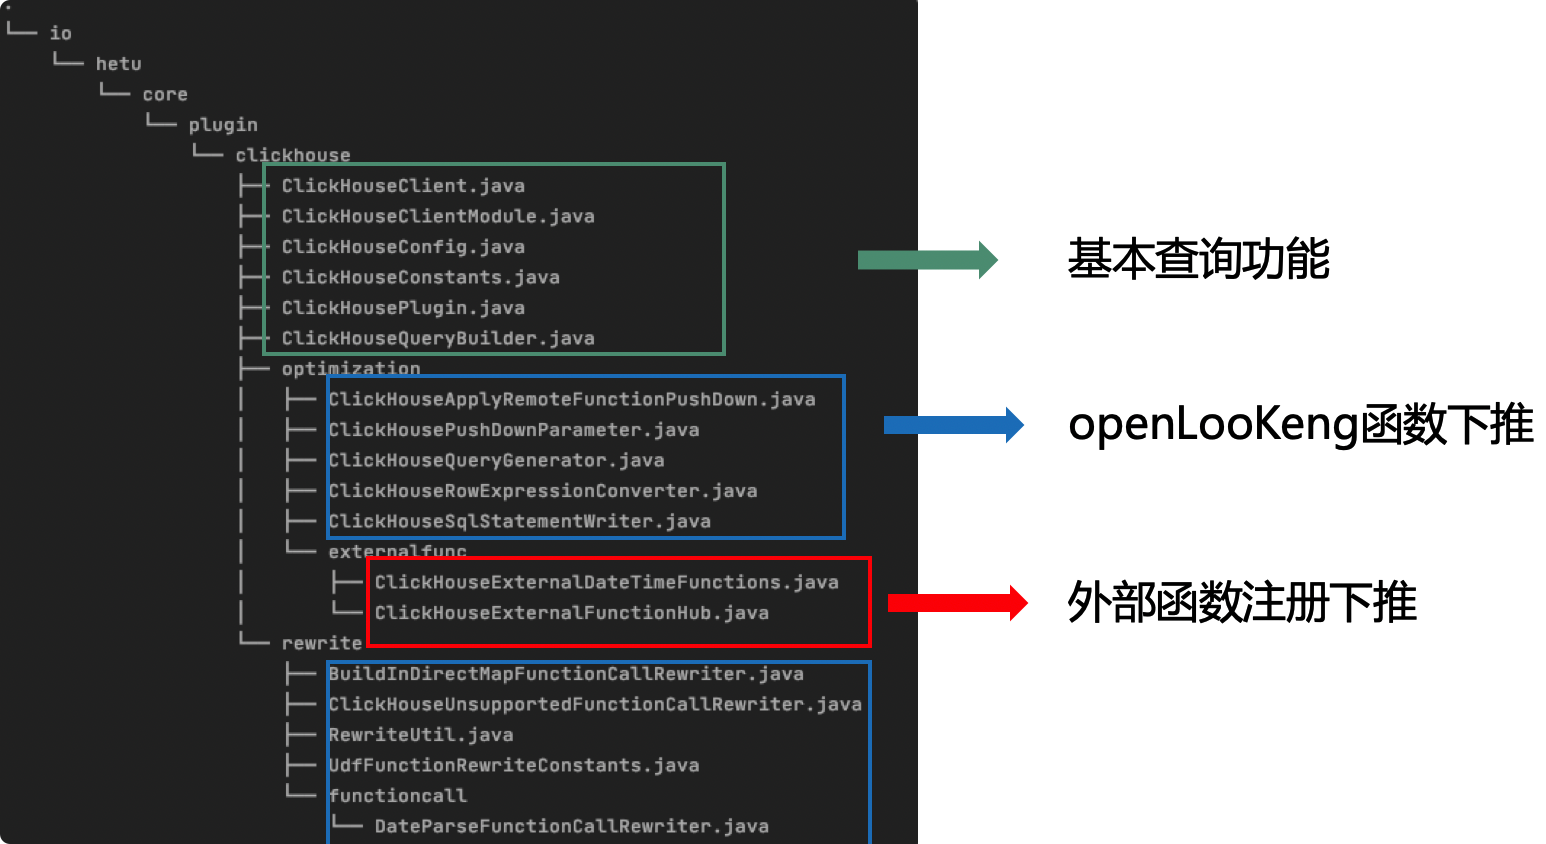 .
└── io
└── hetu
└── core
└── plugin
└── clickhouse
├── ClickHouseClient.java
├── ClickHouseClientModule.java
├── ClickHouseConfig.java
├── ClickHouseConstants.java
├── ClickHousePlugin.java
├── ClickHouseQueryBuilder.java
├── optimization
│ ├── ClickHouseApplyRemoteFunctionPushDown.java
│ ├── ClickHousePushDownParameter.java
│ ├── ClickHouseQueryGenerator.java
│ ├── ClickHouseRowExpressionConverter.java
│ ├── ClickHouseSqlStatementWriter.java
│ └── externalfunc
│ ├── ClickHouseExternalDateTimeFunctions.java
│ └── ClickHouseExternalFunctionHub.java
└── rewrite
├── BuildInDirectMapFunctionCallRewriter.java
├── ClickHouseUnsupportedFunctionCallRewriter.java
├── RewriteUtil.java
├── UdfFunctionRewriteConstants.java
└── functioncall
└── DateParseFunctionCallRewriter.java
基本查询功能
openLooKeng函数下推
外部函数注册下推